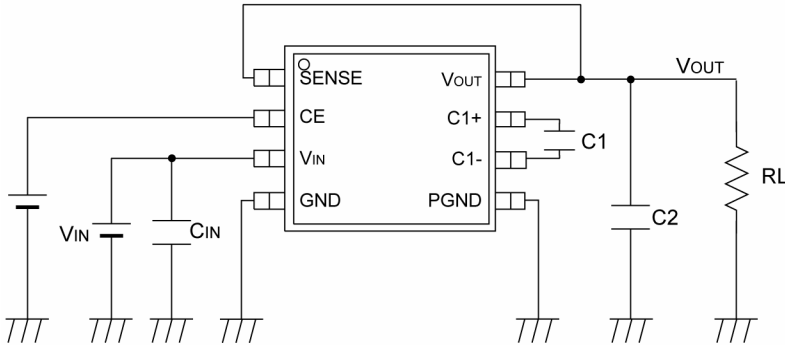 VOUT
SENSE VOUT
CE C1+
C1
VIN C1-
RL
GND PGND
C2
VIN CIN